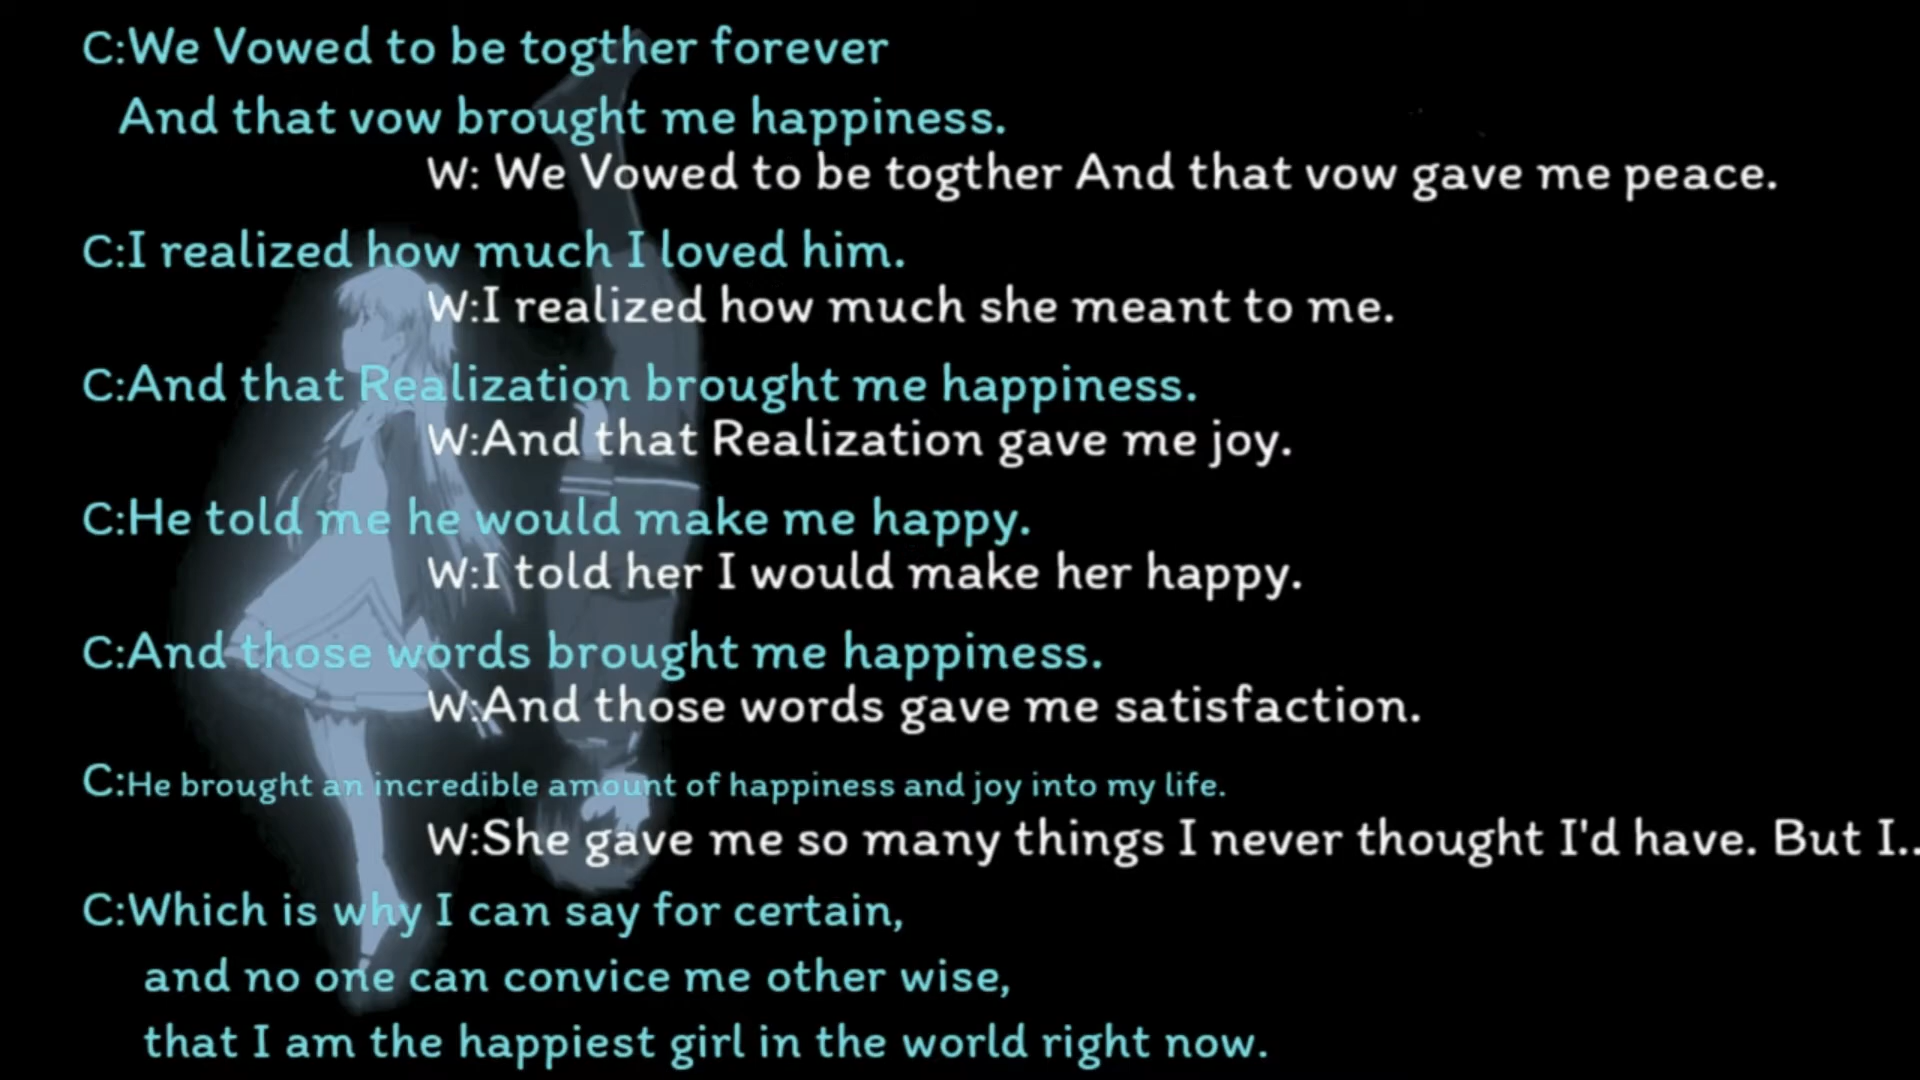 C:We Vowed to be togther forever
And that vow brought me happiness.
W: We Vowed to be togther And that vow gave me peace.
C:I realized how much I loved him.
W:I realized how much she meant to me.
C:And that Realization brought me happiness.
W:And that Realization gave me joy.
C:He told me he would make me happy.
W:I told her I would make her happy.
C:And those words brought me happiness.
W:And those words gave me satisfaction.
C:He brought an incredible amount of happiness and joy into my life.
W:She gave me so many things I never thought I'd have. But I..
C:Which is why I can say for certain,
and no one can convice me other wise,
that I am the happiest girl in the world right now.